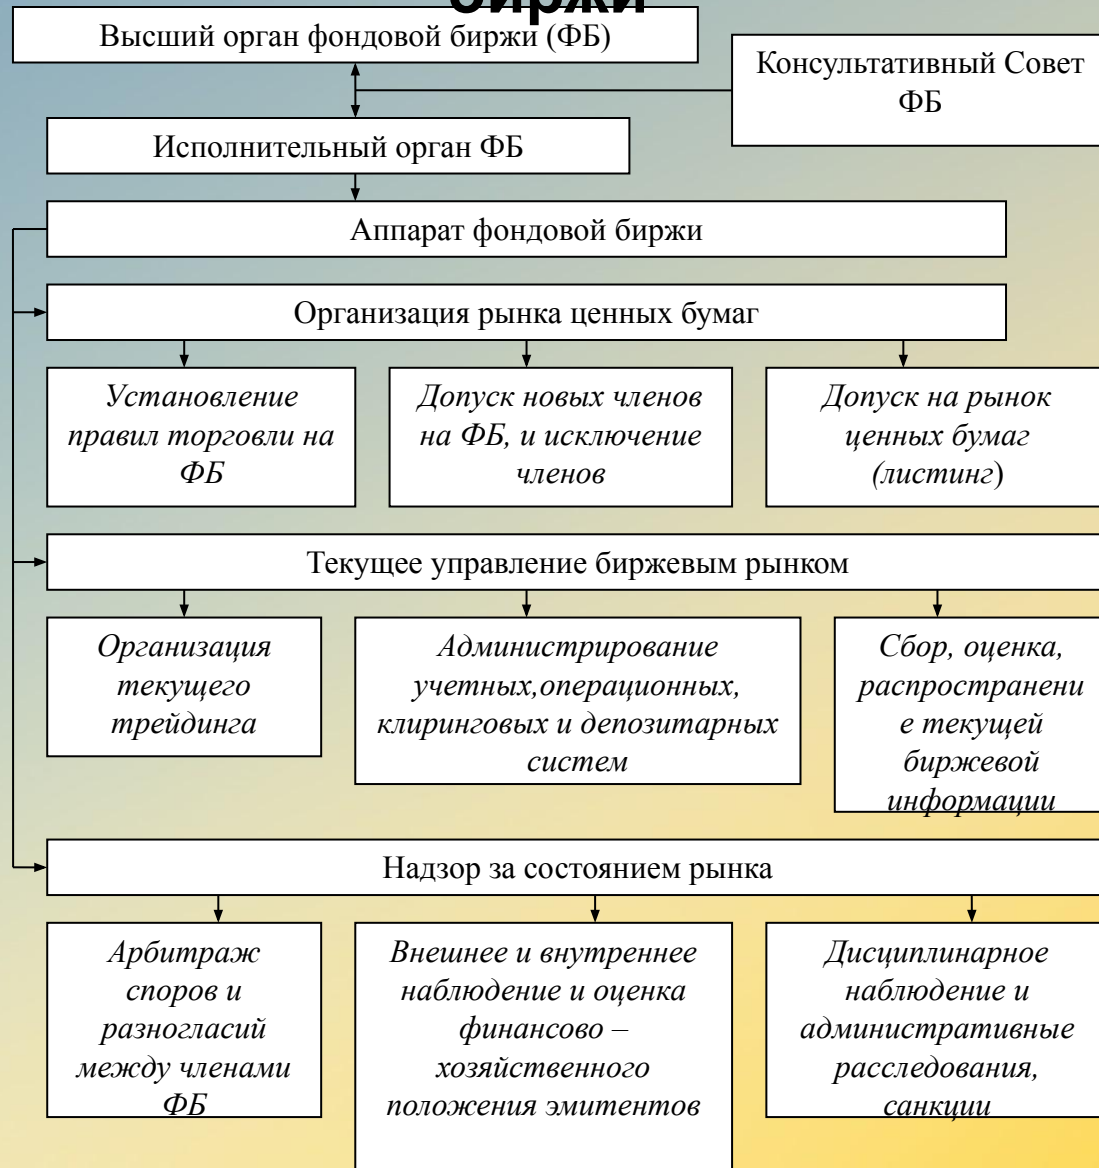 биржи
Высший орган фондовой биржи (ФБ)
Консультативный Совет
ФБ
Исполнительный орган ФБ
Аппарат фондовой биржи
Организация рынка ценных бумаг
Установление
правил торговли на
ФБ
Допуск новых членов
на ФБ, и исключение
членов
Допуск на рынок
ценных бумаг
(листинг)
Текущее управление биржевым рынком
Организация
текущего
трейдинга
Администрирование
учетных,операционных,
клиринговых и депозитарных
систем
Сбор, оценка,
распространени
е текущей
биржевой
информации
Надзор за состоянием рынка
Арбитраж
споров и
разногласий
между членами
ФБ
Внешнее и внутреннее
наблюдение и оценка
финансово –
хозяйственного
положения эмитентов
Дисциплинарное
наблюдение и
административные
расследования,
санкции